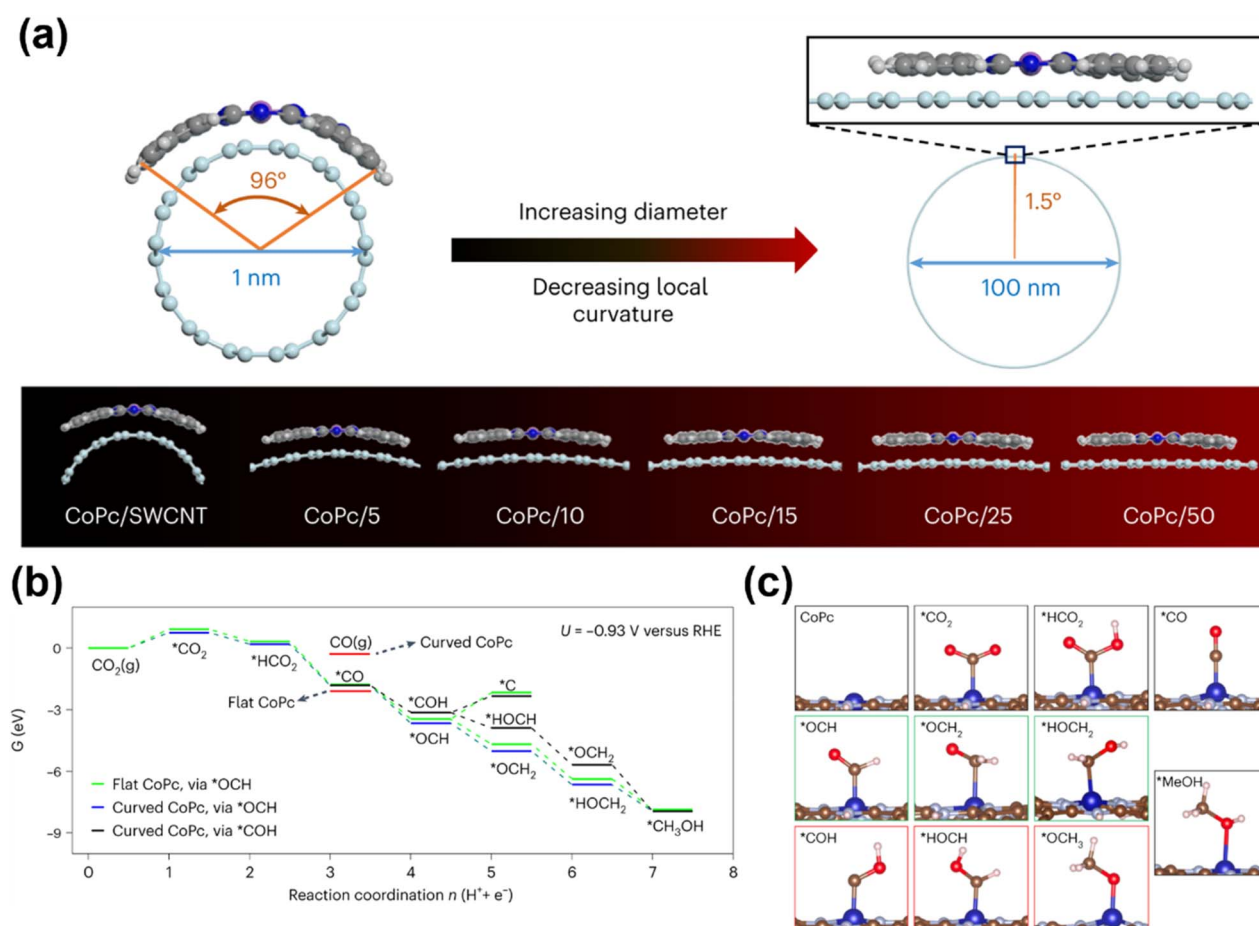 (a)
96°
1 nm
Increasing diameter
Decreasing local
curvature
1.5°
100 nm
CoPc/SWCNT
CoPc/5
CoPc/10
CoPc/15
CoPc/25
CoPc/50
(b)
G (eV)
0
−3
−6
−9
CO₂(g)
*CO₂
*HCO₂
CO(g)
Curved CoPc
U = −0.93 V versus RHE
*CO
Flat CoPc
*COH
*OCH
*C
*HOCH
*OCH₂
*OCH₂
*HOCH₂
*CH₃OH
Flat CoPc, via *OCH
Curved CoPc, via *OCH
Curved CoPc, via *COH
0 1 2 3 4 5 6 7 8
Reaction coordination n (H⁺+ e⁻)
(c)
CoPc
*CO₂
*HCO₂
*CO
*OCH
*OCH₂
*HOCH₂
*MeOH
*COH
*HOCH
*OCH₃